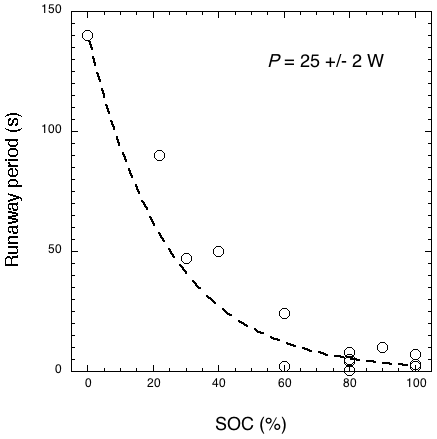 150
P = 25 +/- 2 W
100
Runaway period (s)
50
0
0 20 40 60 80 100
SOC (%)